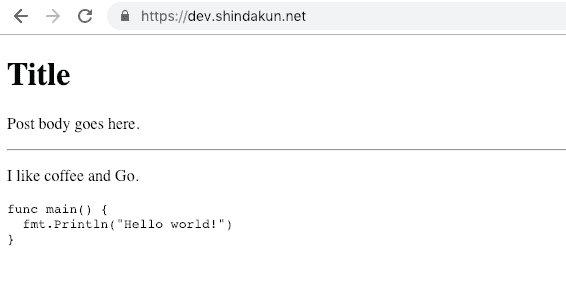 https://dev.shindakun.net
Title
Post body goes here.
I like coffee and Go.
func main() {
  fmt.Println("Hello world!")
}